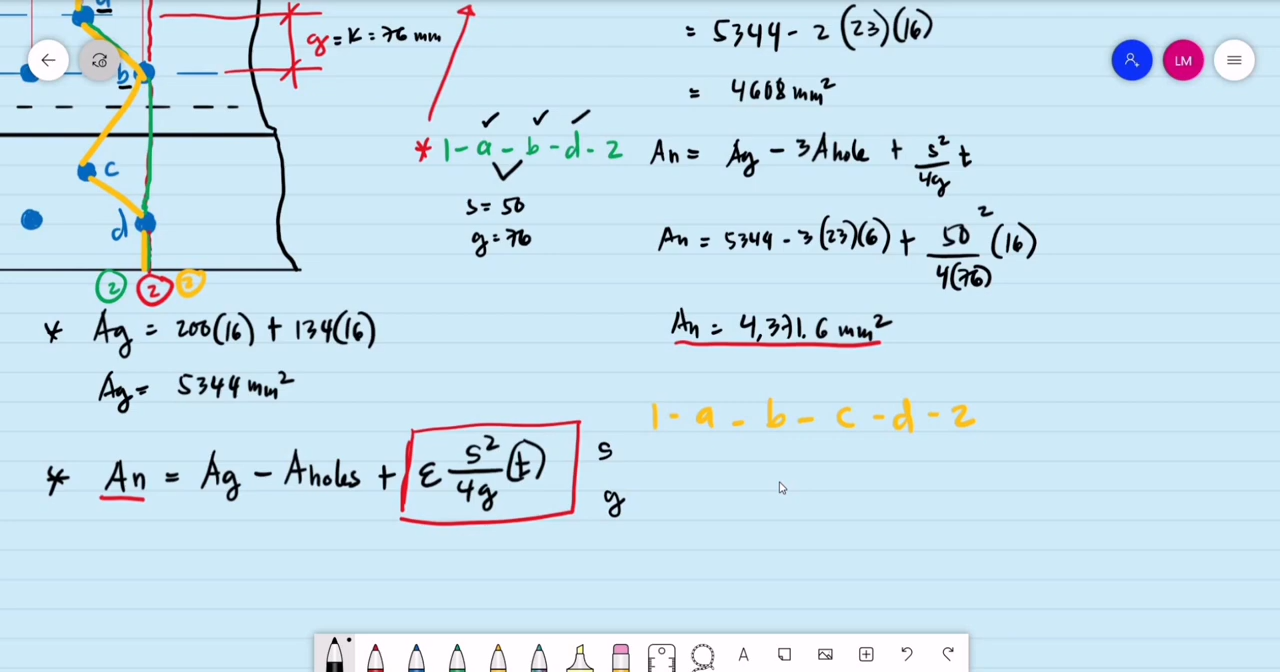 a
g = K = 76 mm
b
c
d
2 2 2
* Ag = 200(16) + 134(16)
Ag = 5344 mm²
* An = Ag - Aholes + Σ s²/4g (t)
s
g
* 1 - a - b - d - 2
s = 50
g = 76
= 5344 - 2 (23)(16)
= 4608 mm²
An = Ag - 3Ahole + s²/4g t
An = 5344 - 3(23)(6) + 50²/4(76) (16)
An = 4,371.6 mm²
1 - a - b - c - d - 2
LM
A